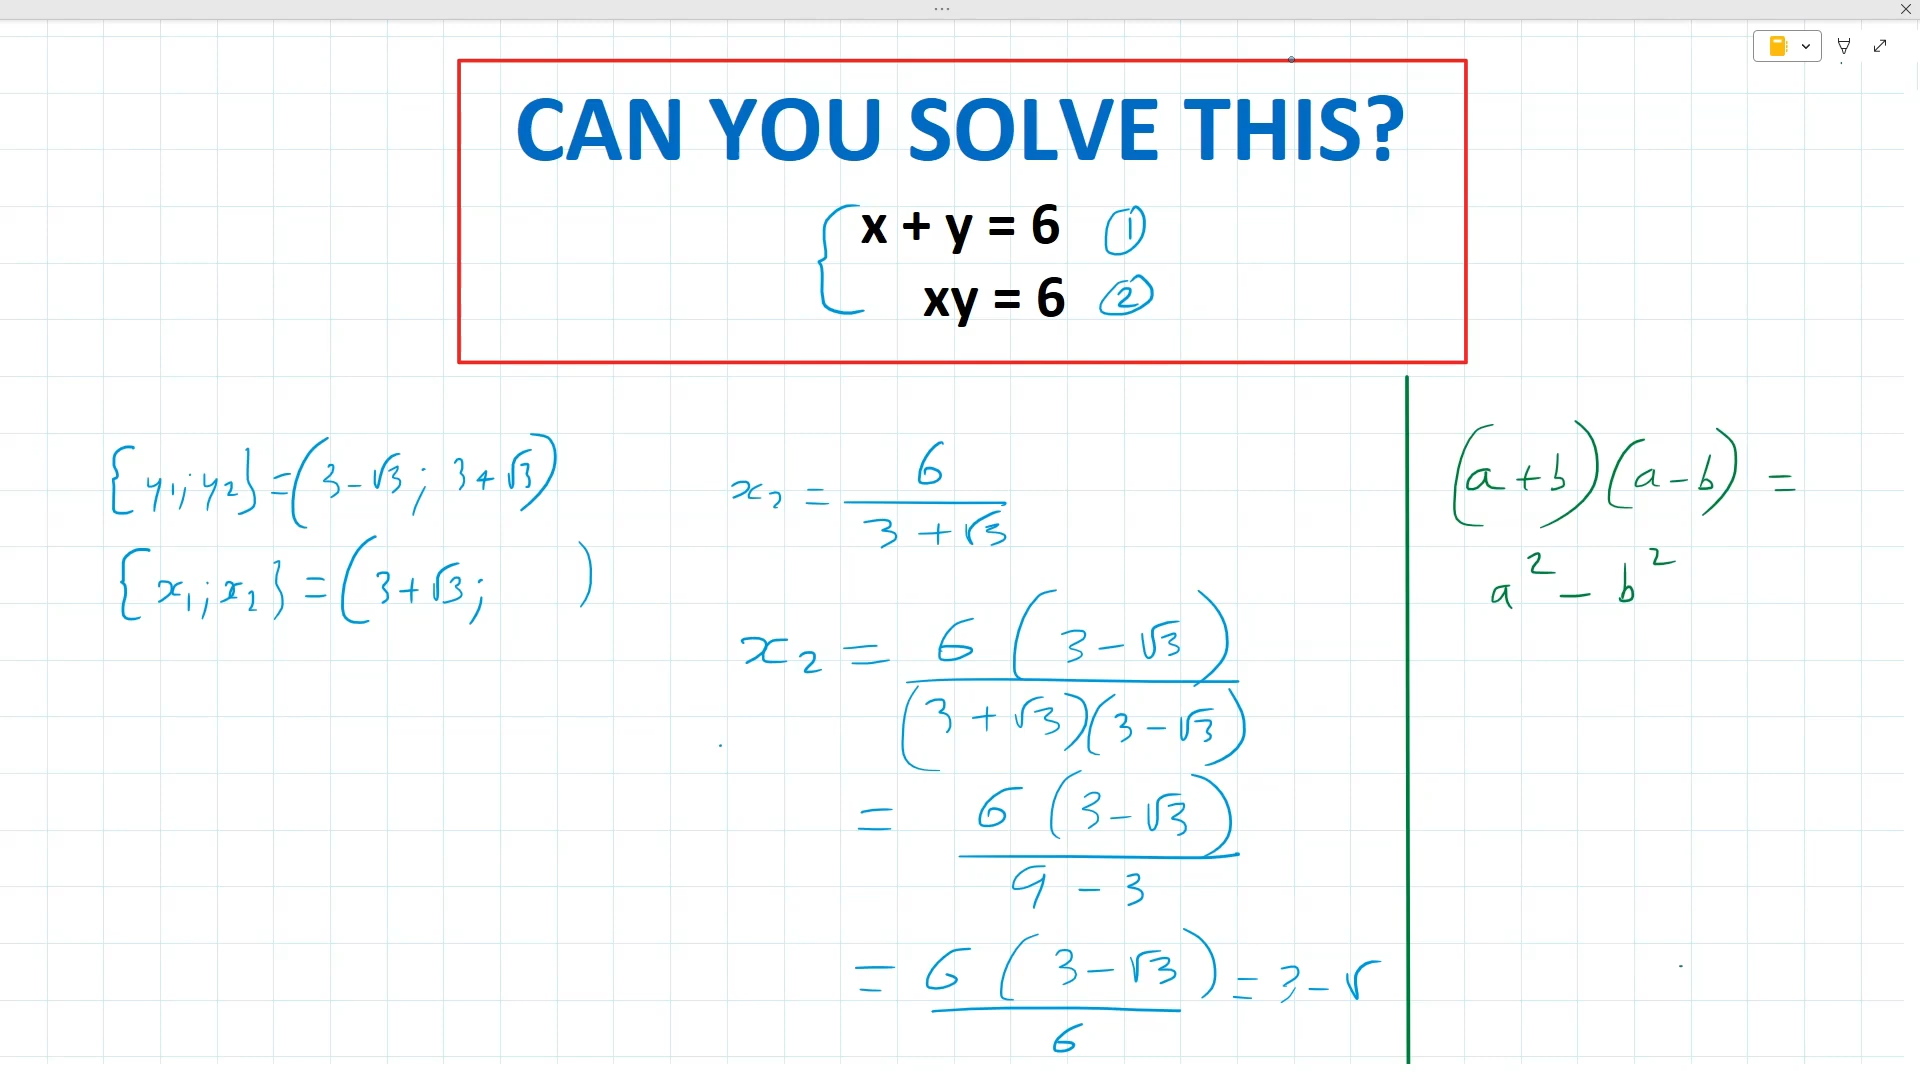 CAN YOU SOLVE THIS?
x + y = 6 ①
xy = 6 ②
{y₁; y₂} = (3 - √3; 3 + √3)
{x₁; x₂} = (3 + √3; )
x₂ = 6 / (3 + √3)
x₂ = 6 (3 - √3) / (3 + √3)(3 - √3)
= 6 (3 - √3) / 9 - 3
= 6 (3 - √3) / 6 = 3 - √
(a + b)(a - b) =
a² - b²